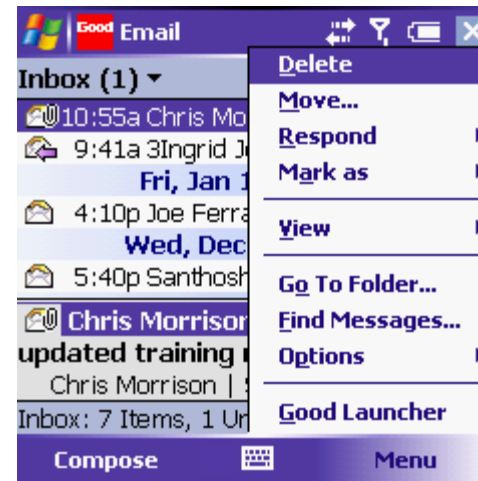 Good Email
Inbox (1)
10:55a Chris Mo
9:41a 3Ingrid J
Fri, Jan 1
4:10p Joe Ferra
Wed, Dec
5:40p Santhosh
Chris Morrison
updated training
Chris Morrison |
Inbox: 7 Items, 1 Un
Delete
Move...
Respond
Mark as
View
Go To Folder...
Find Messages...
Options
Good Launcher
Compose
Menu